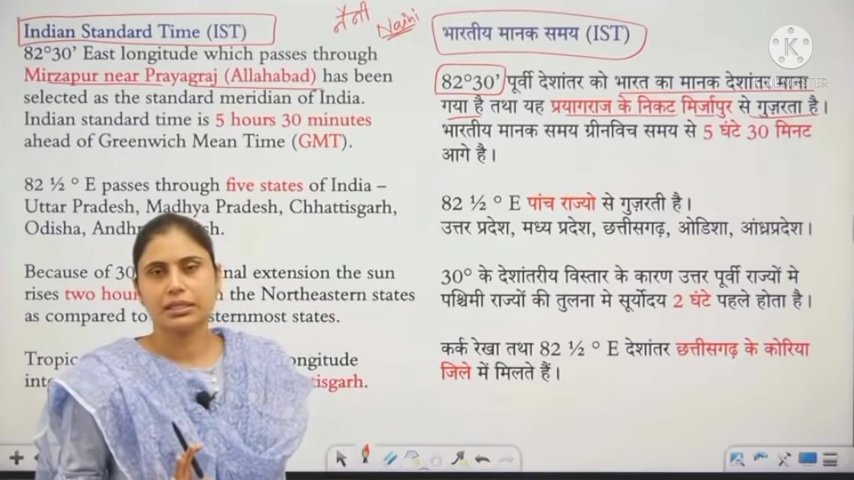 नैनी
Naini
Indian Standard Time (IST)
82°30' East longitude which passes through
Mirzapur near Prayagraj (Allahabad) has been
selected as the standard meridian of India.
Indian standard time is 5 hours 30 minutes
ahead of Greenwich Mean Time (GMT).
82 ½ ° E passes through five states of India –
Uttar Pradesh, Madhya Pradesh, Chhattisgarh,
Odisha,
Because of the sun
rises two the Northeastern states
as compared to states.
भारतीय मानक समय (IST)
82°30' पूर्वी देशांतर को भारत का मानक देशांतर माना
गया है तथा यह प्रयागराज के निकट मिर्जापुर से गुज़रता है।
भारतीय मानक समय ग्रीनविच समय से 5 घंटे 30 मिनट
आगे है।
82 ½ ° E पांच राज्यो से गुज़रती है।
उत्तर प्रदेश, मध्य प्रदेश, छत्तीसगढ़, ओडिशा, आंध्रप्रदेश।
30° के देशांतरीय विस्तार के कारण उत्तर पूर्वी राज्यों मे
पश्चिमी राज्यों की तुलना मे सूर्योदय 2 घंटे पहले होता है।
कर्क रेखा तथा 82 ½ ° E देशांतर छत्तीसगढ़ के कोरिया
जिले में मिलते हैं।